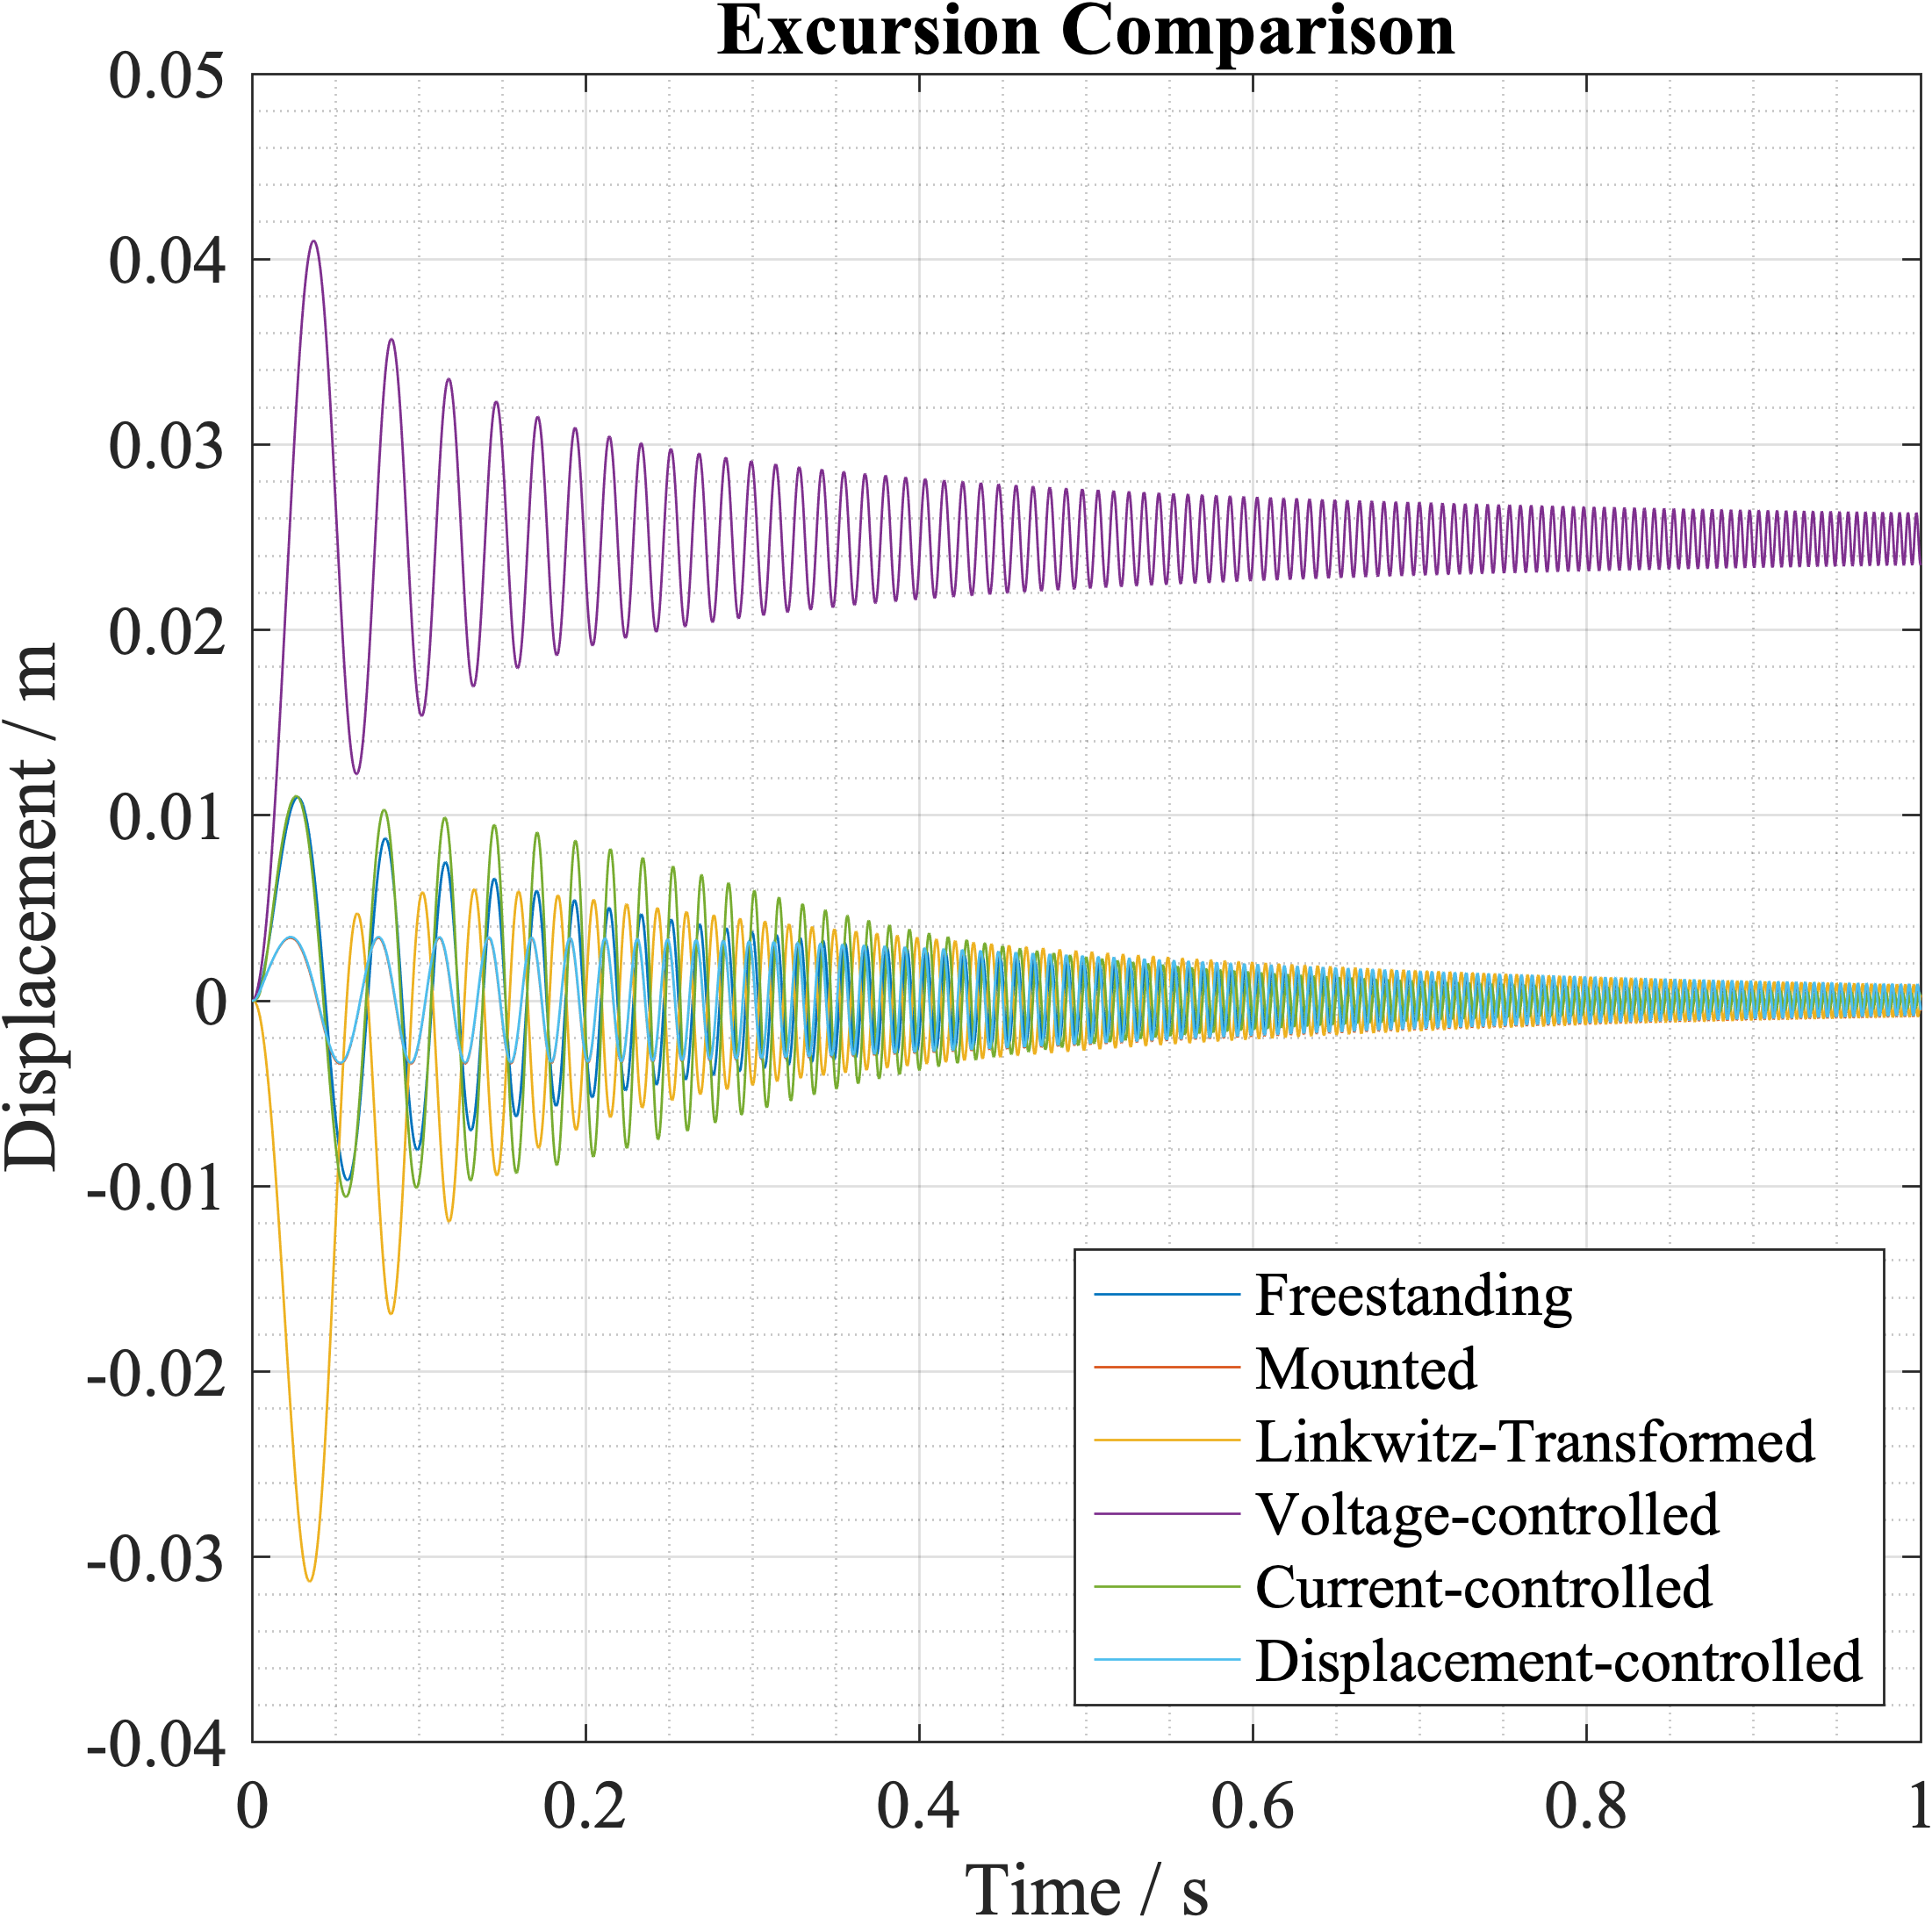 Excursion Comparison
0.05
0.04
0.03
0.02
0.01
0
-0.01
-0.02
-0.03
-0.04
Displacement / m
Freestanding
Mounted
Linkwitz-Transformed
Voltage-controlled
Current-controlled
Displacement-controlled
0 0.2 0.4 0.6 0.8 1
Time / s